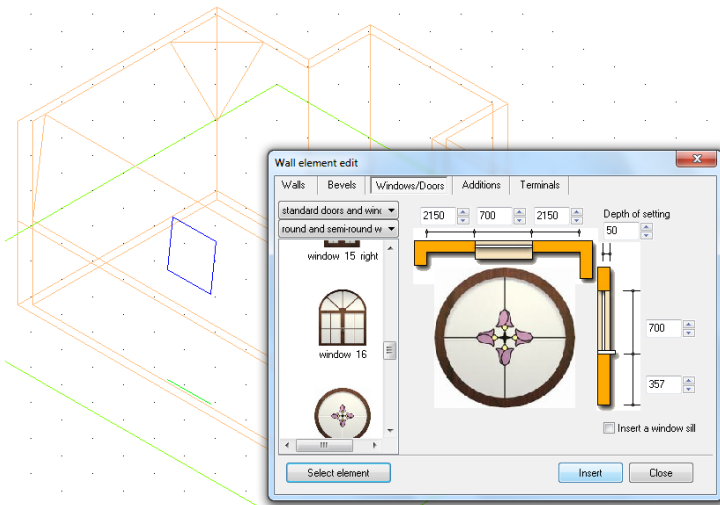 Wall element edit
Walls Bevels Windows/Doors Additions Terminals
standard doors and winc
round and semi-round w
window 15 right
window 16
2150 700 2150
Depth of setting
50
700
357
Insert a window sill
Select element Insert Close